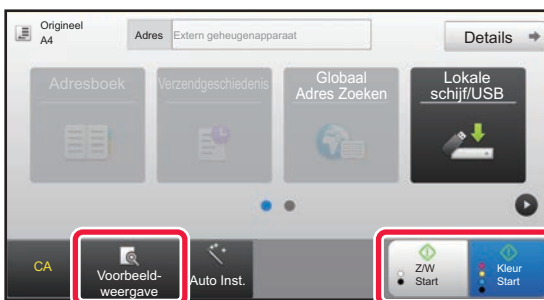 Origineel
A4
Adres
Extern geheugenapparaat
Details
Adresboek
Verzendgeschiedenis
Globaal
Adres Zoeken
Lokale
schijf/USB
CA
Voorbeeld-
weergave
Auto Inst.
Z/W
Start
Kleur
Start